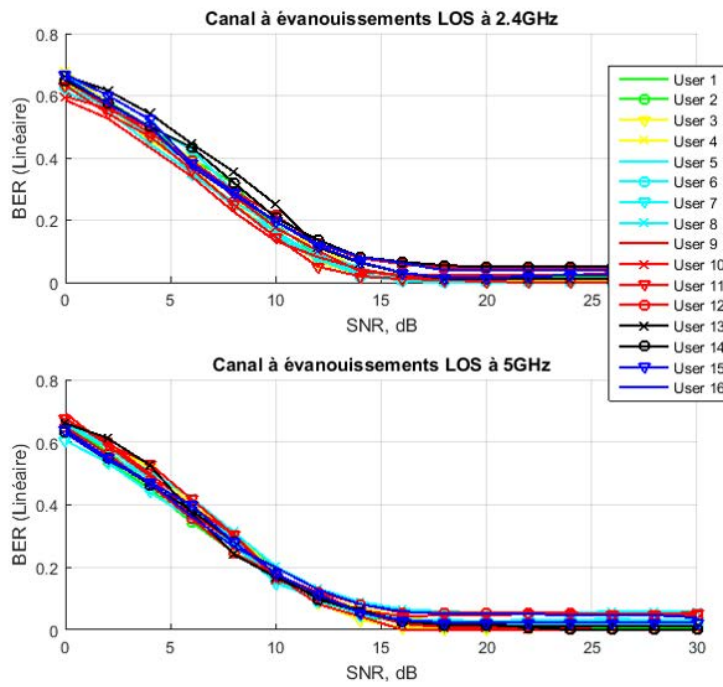 Canal à évanouissements LOS à 2.4GHz
0.8
0.6
0.4
0.2
0
BER (Linéaire)
0 5 10 15 20 25
SNR, dB
User 1
User 2
User 3
User 4
User 5
User 6
User 7
User 8
User 9
User 10
User 11
User 12
User 13
User 14
User 15
User 16
Canal à évanouissements LOS à 5GHz
0.8
0.6
0.4
0.2
0
BER (Linéaire)
0 5 10 15 20 25 30
SNR, dB